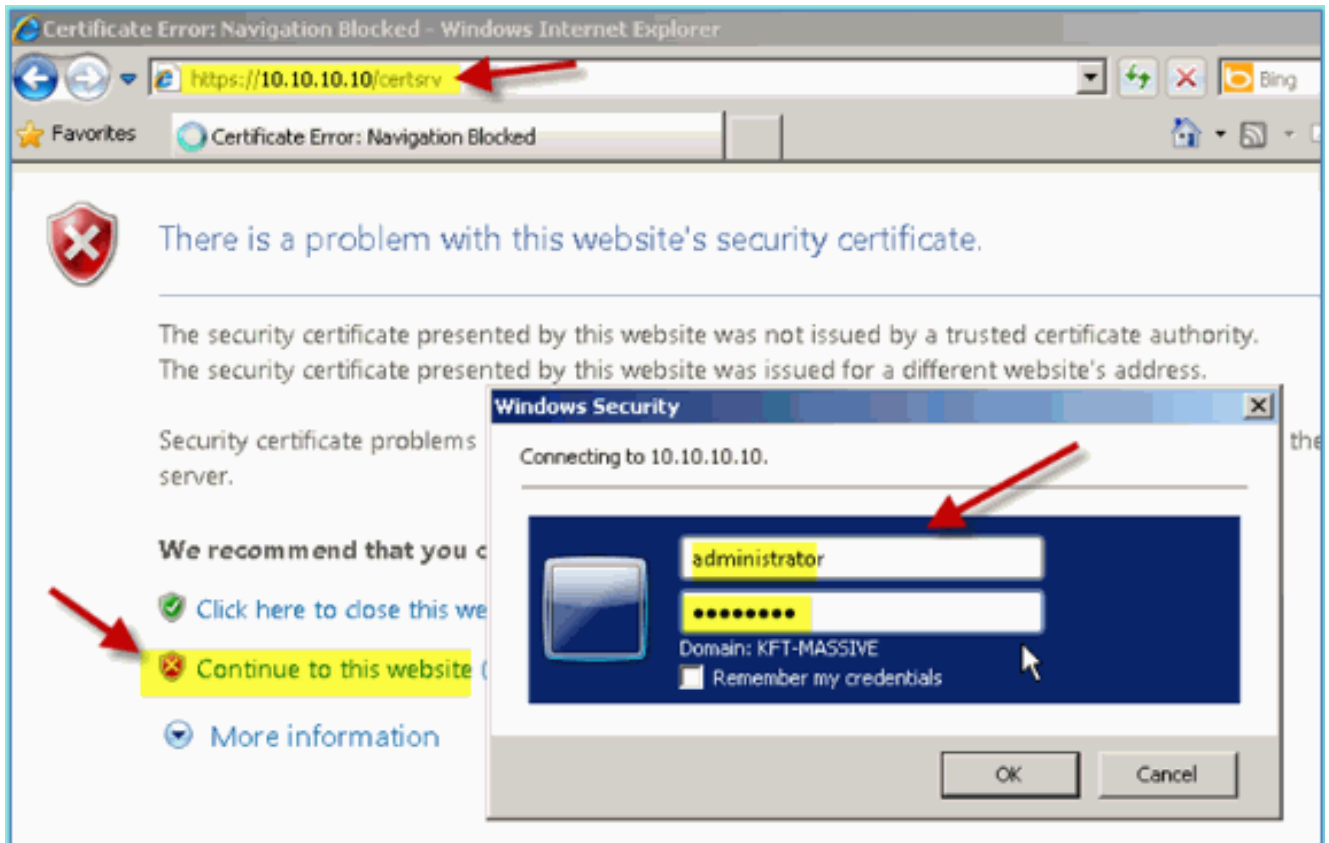 Certificate Error: Navigation Blocked - Windows Internet Explorer
https://10.10.10.10/certsrv
Bing
Favorites
Certificate Error: Navigation Blocked
There is a problem with this website's security certificate.
The security certificate presented by this website was not issued by a trusted certificate authority.
The security certificate presented by this website was issued for a different website's address.
Security certificate problems
the
server.
We recommend that you c
Click here to close this we
Continue to this website (
More information
Windows Security
Connecting to 10.10.10.10.
administrator
••••••••
Domain: KFT-MASSIVE
Remember my credentials
OK
Cancel